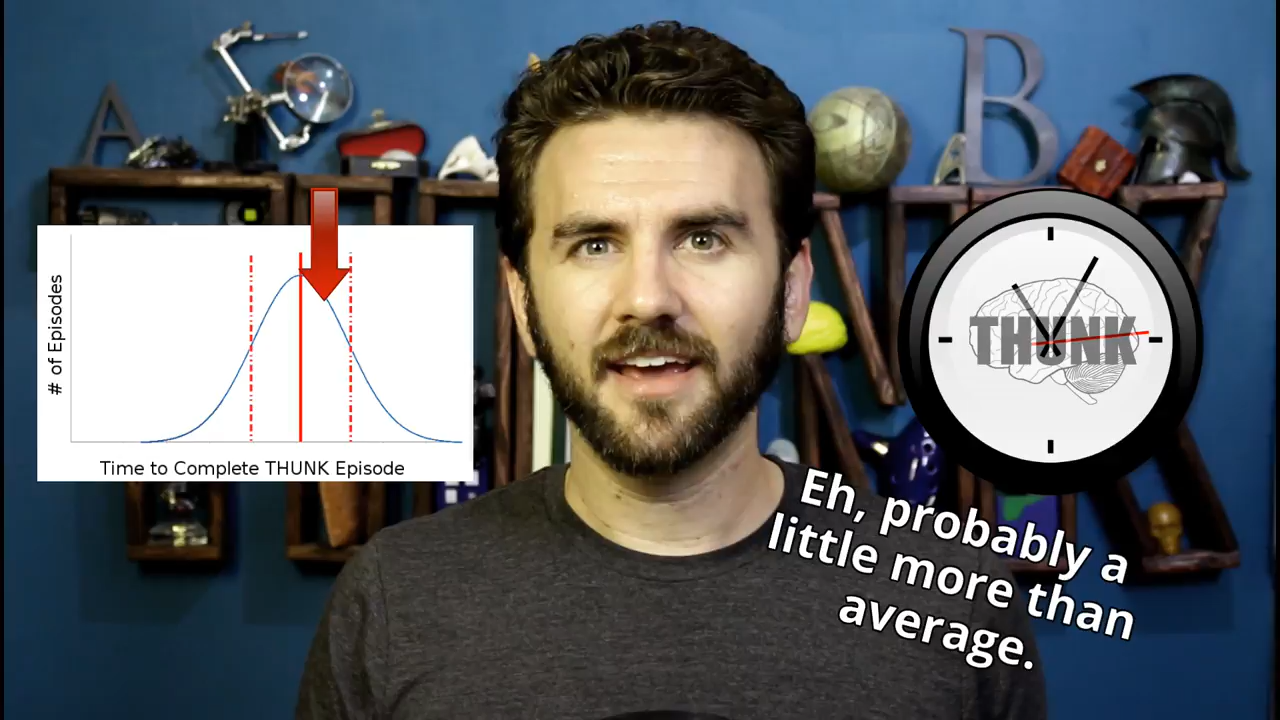 A
B
# of Episodes
Time to Complete THUNK Episode
THUNK
Eh, probably a
little more than
average.